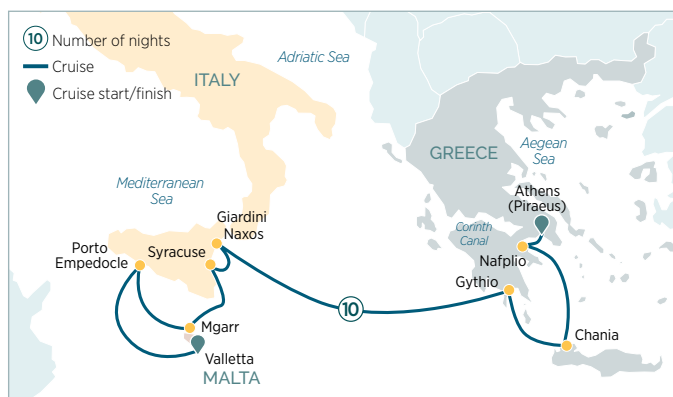 10 Number of nights
Cruise
Cruise start/finish
ITALY
Adriatic Sea
GREECE
Aegean
Sea
Mediterranean
Sea
Athens
(Piraeus)
Giardini
Naxos
Corinth
Canal
Porto
Empedocle
Syracuse
Nafplio
Gythio
10
Mgarr
Chania
Valletta
MALTA